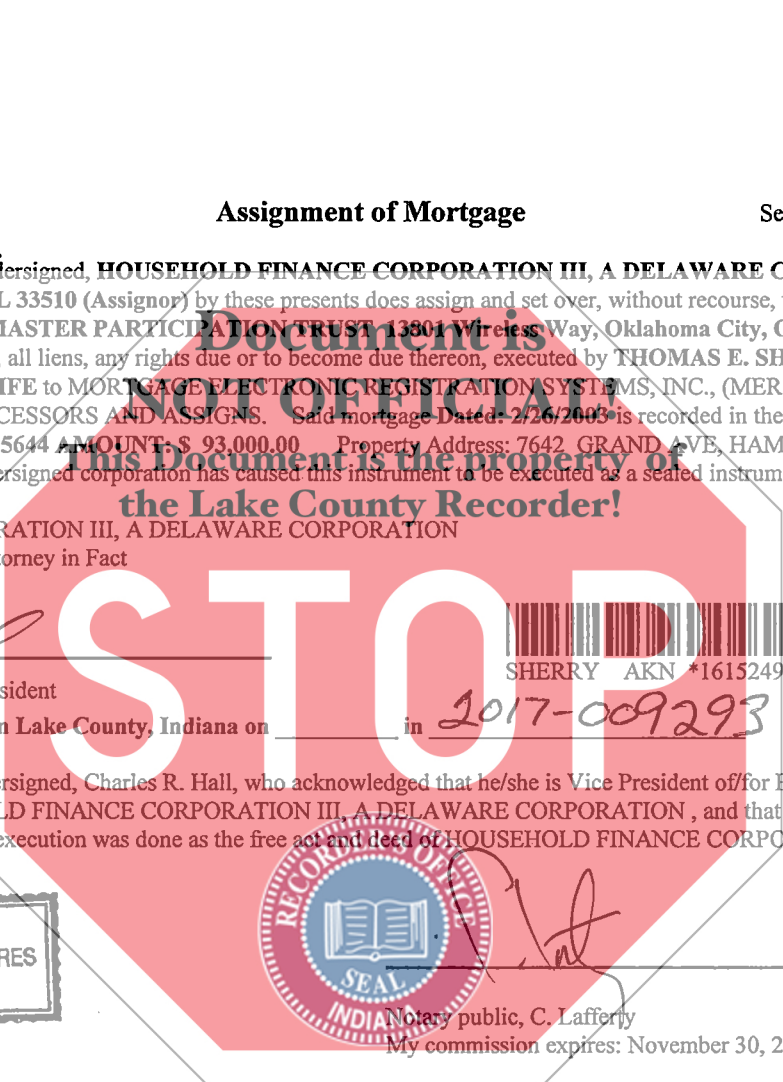 Assignment of Mortgage Se
dersigned, HOUSEHOLD FINANCE CORPORATION III, A DELAWARE C
L 33510 (Assignor) by these presents does assign and set over, without recourse,
MASTER PARTICIPATION TRUST 13801 Wireless Way, Oklahoma City, O
Document is
, all liens, any rights due or to become due thereon, executed by THOMAS E. SH
IFE to MORTGAGE ELECTRONIC REGISTRATION SYSTEMS, INC., (MER
NOT OFFICIAL!
CESSORS AND ASSIGNS. Said mortgage Dated: 2/26/2003 is recorded in the
5644 AMOUNT: $ 93,000.00 Property Address: 7642 GRAND AVE, HAM
This Document is the property of
ersigned corporation has caused this instrument to be executed as a sealed instrum
the Lake County Recorder!
RATION III, A DELAWARE CORPORATION
torney in Fact
STOP
SHERRY AKN *1615249
sident
n Lake County, Indiana on in 2017-009293
ersigned, Charles R. Hall, who acknowledged that he/she is Vice President of/for
LD FINANCE CORPORATION III, A DELAWARE CORPORATION , and that
execution was done as the free act and deed of HOUSEHOLD FINANCE CORPO
RECORDER'S OFFICE
SEAL
INDIANA
RES
Notary public, C. Lafferty
My commission expires: November 30, 2